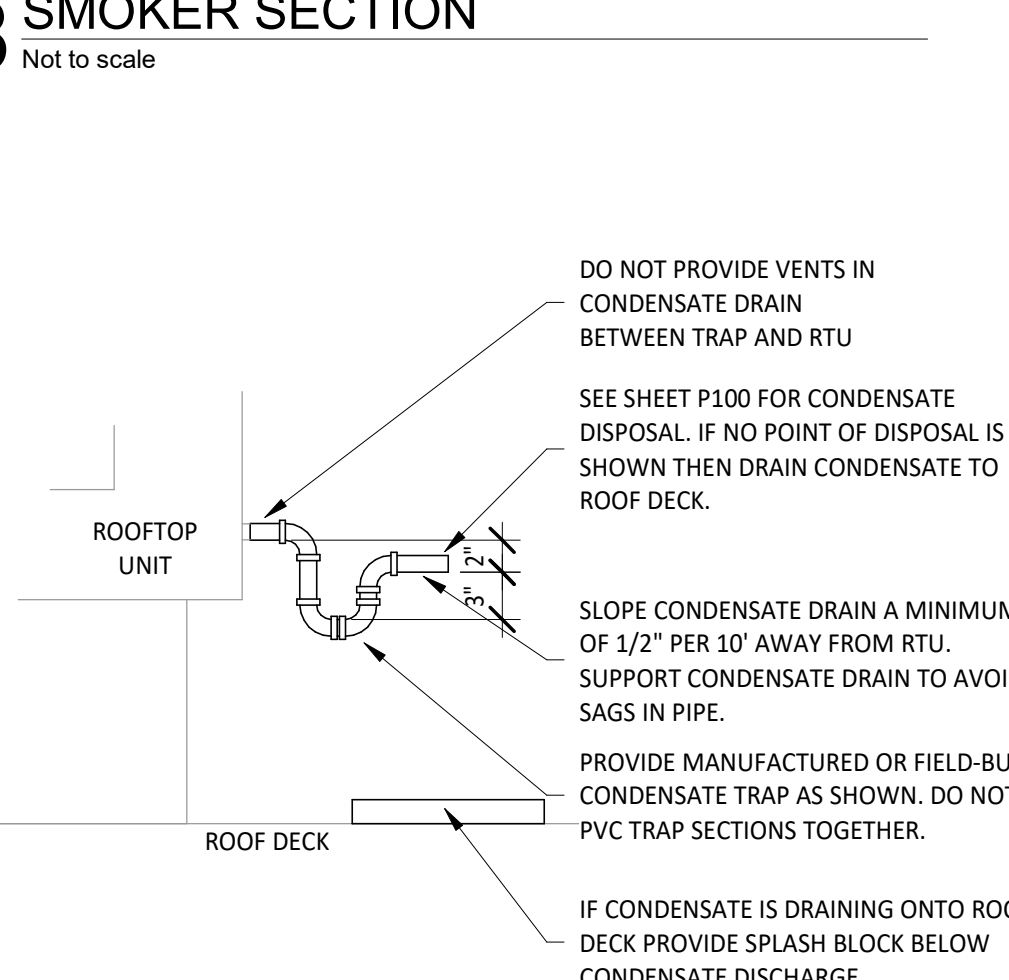 SMOKER SECTION
Not to scale
DO NOT PROVIDE VENTS IN
CONDENSATE DRAIN
BETWEEN TRAP AND RTU
SEE SHEET P100 FOR CONDENSATE
DISPOSAL. IF NO POINT OF DISPOSAL IS
SHOWN THEN DRAIN CONDENSATE TO
ROOF DECK.
ROOFTOP
UNIT
2"
3"
SLOPE CONDENSATE DRAIN A MINIMUM
OF 1/2" PER 10' AWAY FROM RTU.
SUPPORT CONDENSATE DRAIN TO AVOI
SAGS IN PIPE.
PROVIDE MANUFACTURED OR FIELD-BU
CONDENSATE TRAP AS SHOWN. DO NOT
PVC TRAP SECTIONS TOGETHER.
ROOF DECK
IF CONDENSATE IS DRAINING ONTO ROO
DECK PROVIDE SPLASH BLOCK BELOW
CONDENSATE DISCHARGE